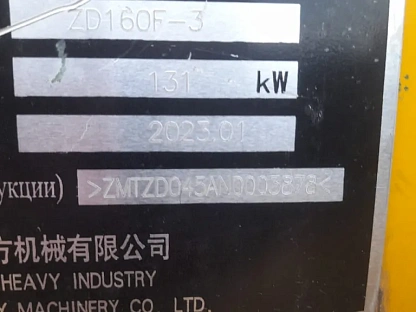 ZD160F-3
131 kW
2023.01
укции) >ZMTZD045AN0005878<
方机械有限公司
HEAVY INDUSTRY
Y MACHINERY CO. LTD.